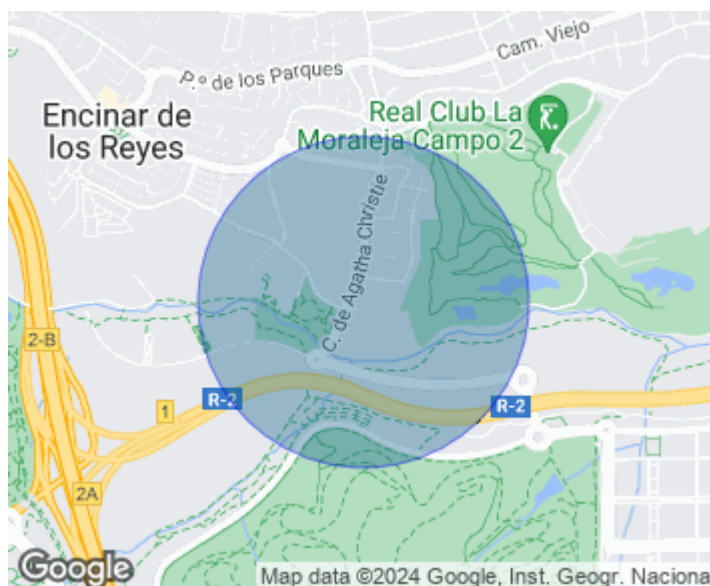 Cam. Viejo
P.º de los Parques
Encinar de
los Reyes
Real Club La
Moraleja Campo 2
C. de Agatha Christie
2-B
R-2
1
R-2
2A
Google
Map data ©2024 Google, Inst. Geogr. Naciona